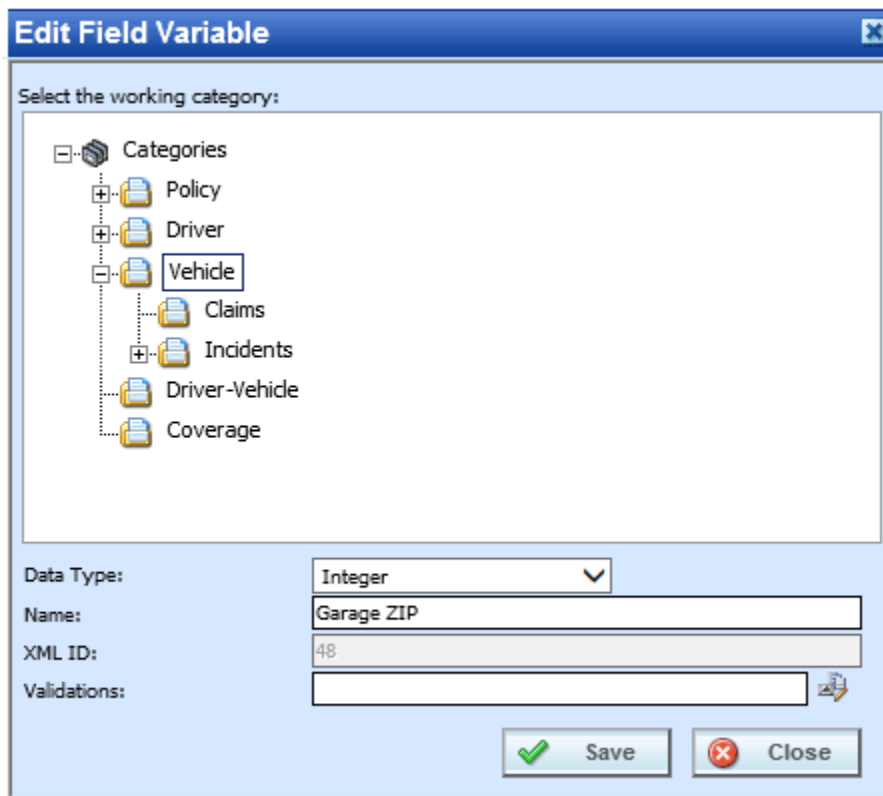 Edit Field Variable
Select the working category:
Categories
Policy
Driver
Vehicle
Claims
Incidents
Driver-Vehicle
Coverage
Data Type: Integer
Name: Garage ZIP
XML ID: 48
Validations:
Save Close